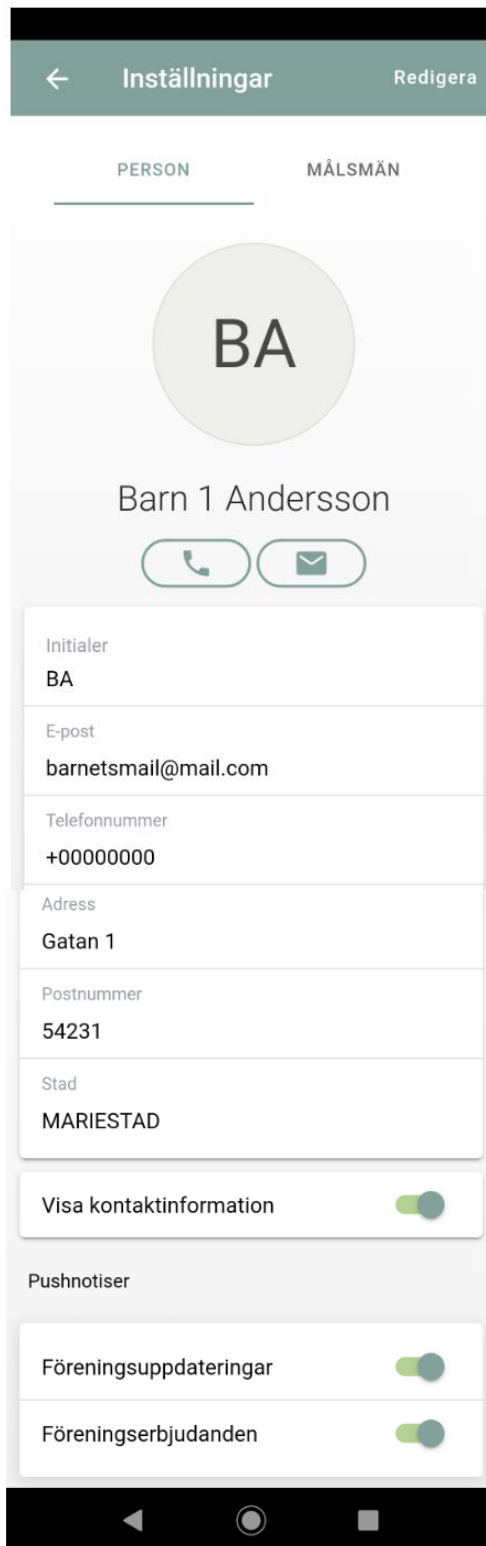 Inställningar Redigera
PERSON MÅLSMÄN
BA
Barn 1 Andersson
Initialer
BA
E-post
barnetsmail@mail.com
Telefonnummer
+00000000
Adress
Gatan 1
Postnummer
54231
Stad
MARIESTAD
Visa kontaktinformation
Pushnotiser
Föreningsuppdateringar
Föreningserbjudanden